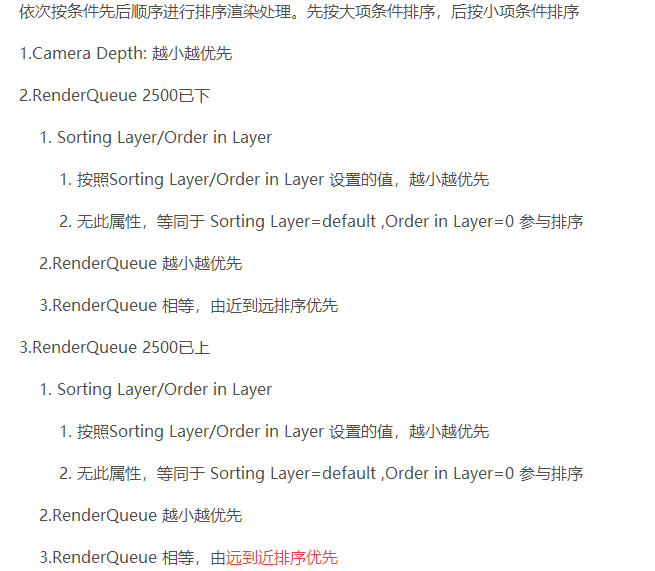 依次按条件先后顺序进行排序渲染处理。先按大项条件排序，后按小项条件排序
1.Camera Depth: 越小越优先
2.RenderQueue 2500已下
1. Sorting Layer/Order in Layer
1. 按照Sorting Layer/Order in Layer 设置的值，越小越优先
2. 无此属性，等同于 Sorting Layer=default ,Order in Layer=0 参与排序
2.RenderQueue 越小越优先
3.RenderQueue 相等，由近到远排序优先
3.RenderQueue 2500已上
1. Sorting Layer/Order in Layer
1. 按照Sorting Layer/Order in Layer 设置的值，越小越优先
2. 无此属性，等同于 Sorting Layer=default ,Order in Layer=0 参与排序
2.RenderQueue 越小越优先
3.RenderQueue 相等，由远到近排序优先